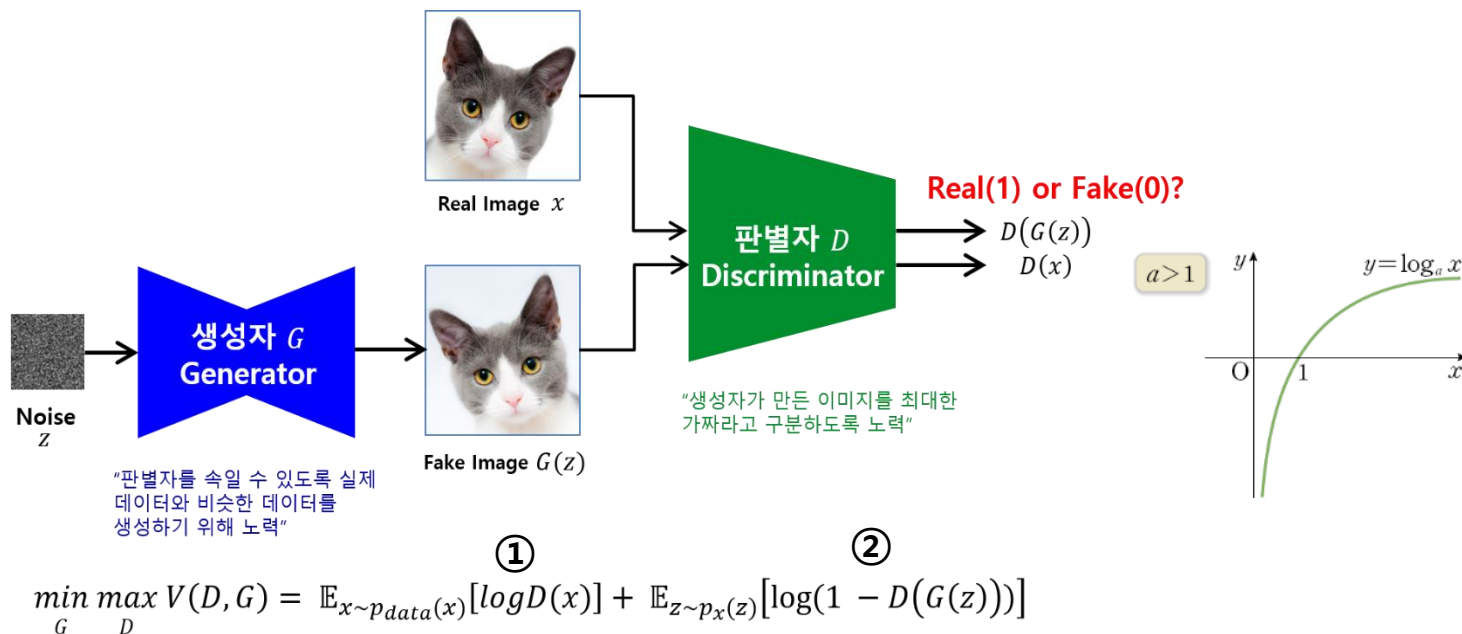 Real Image x
Real(1) or Fake(0)?
판별자 D
Discriminator
D(G(z))
D(x)
a>1
y
y=logₐ x
O
1
x
생성자 G
Generator
Noise
z
Fake Image G(z)
"생성자가 만든 이미지를 최대한
가짜라고 구분하도록 노력"
"판별자를 속일 수 있도록 실제
데이터와 비슷한 데이터를
생성하기 위해 노력"
①
②
min max V(D, G) = 𝔼x~pdata(x)[logD(x)] + 𝔼z~px(z)[log(1 − D(G(z)))]
G D